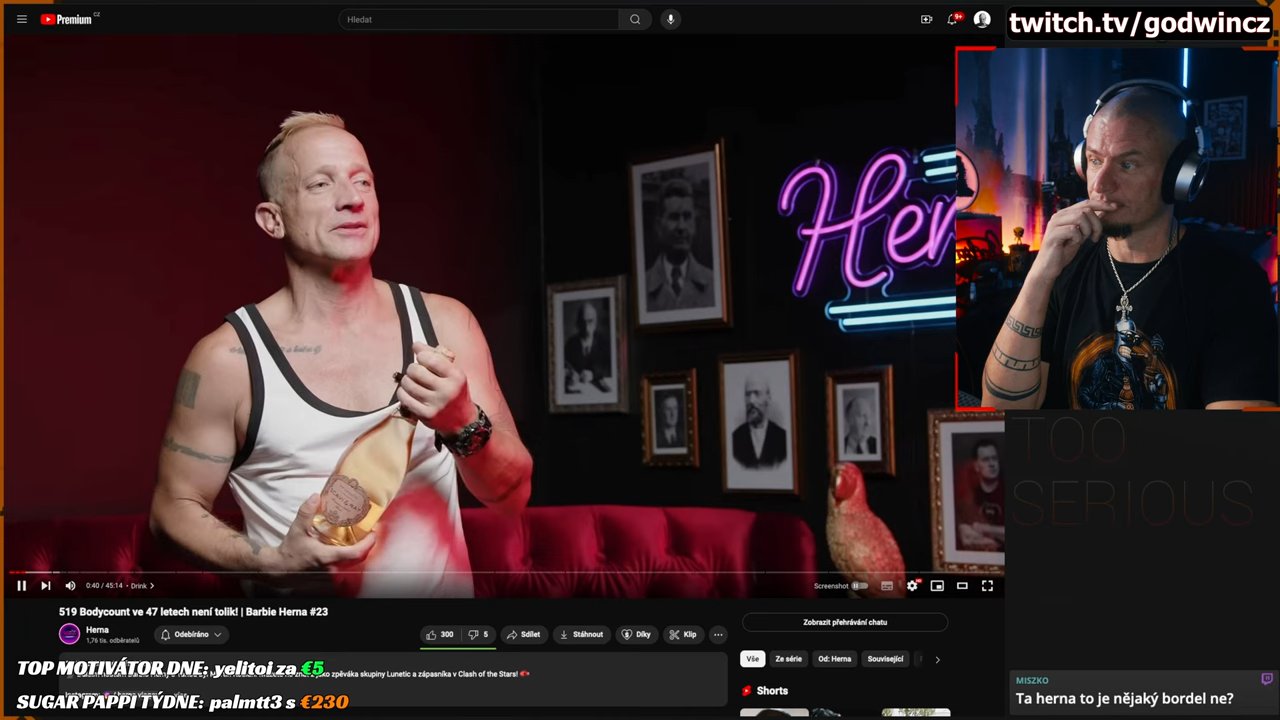 Premium CZ
Hledat
9+
twitch.tv/godwincz
Her
TOO
SERIOUS
0:40 / 45:14 • Drink
Screenshot
519 Bodycount ve 47 letech není tolik! | Barbie Herna #23
Herna
1,76 tis. odběratelů
Odebíráno
300
5
Sdílet
Stáhnout
Díky
Klip
Zobrazit přehrávání chatu
Vše
Ze série
Od: Herna
Související
zpěváka skupiny Lunetic a zápasníka v Clash of the Stars!
TOP MOTIVÁTOR DNE: yelitoi za €5
SUGAR PAPPI TÝDNE: palmtt3 s €230
Shorts
MISZKO
Ta herna to je nějaký bordel ne?